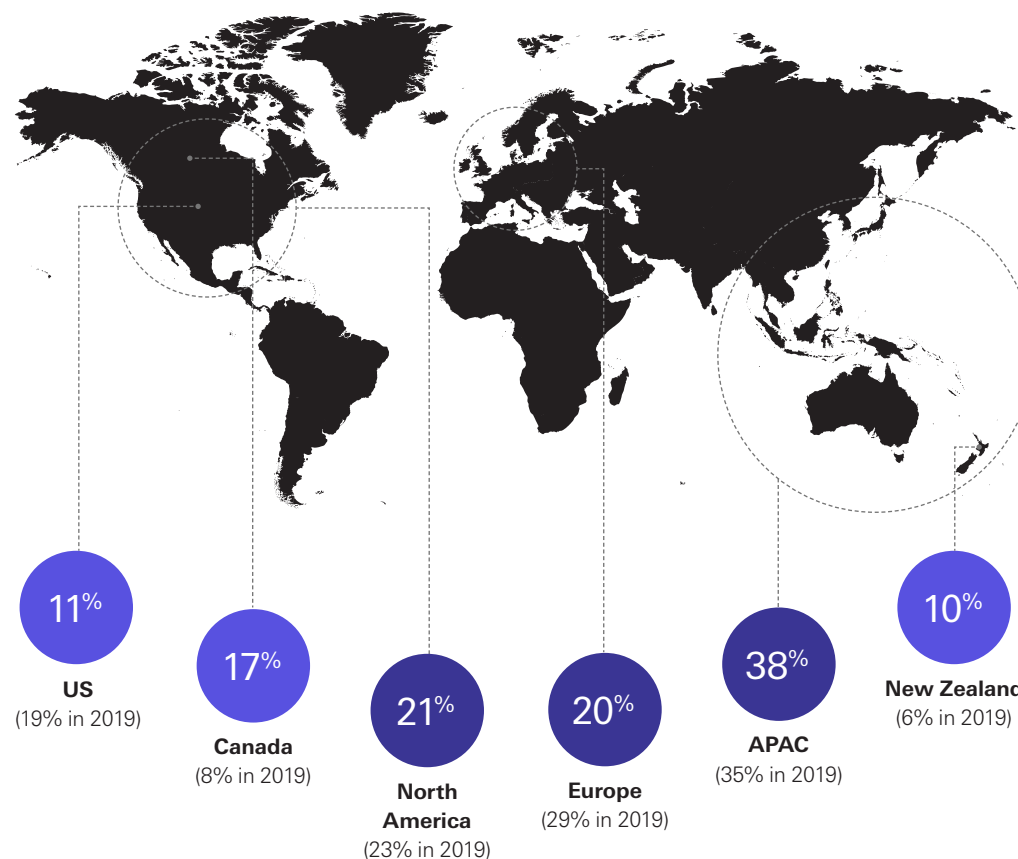 11%
US
(19% in 2019)
17%
Canada
(8% in 2019)
21%
North
America
(23% in 2019)
20%
Europe
(29% in 2019)
38%
APAC
(35% in 2019)
10%
New Zealand
(6% in 2019)